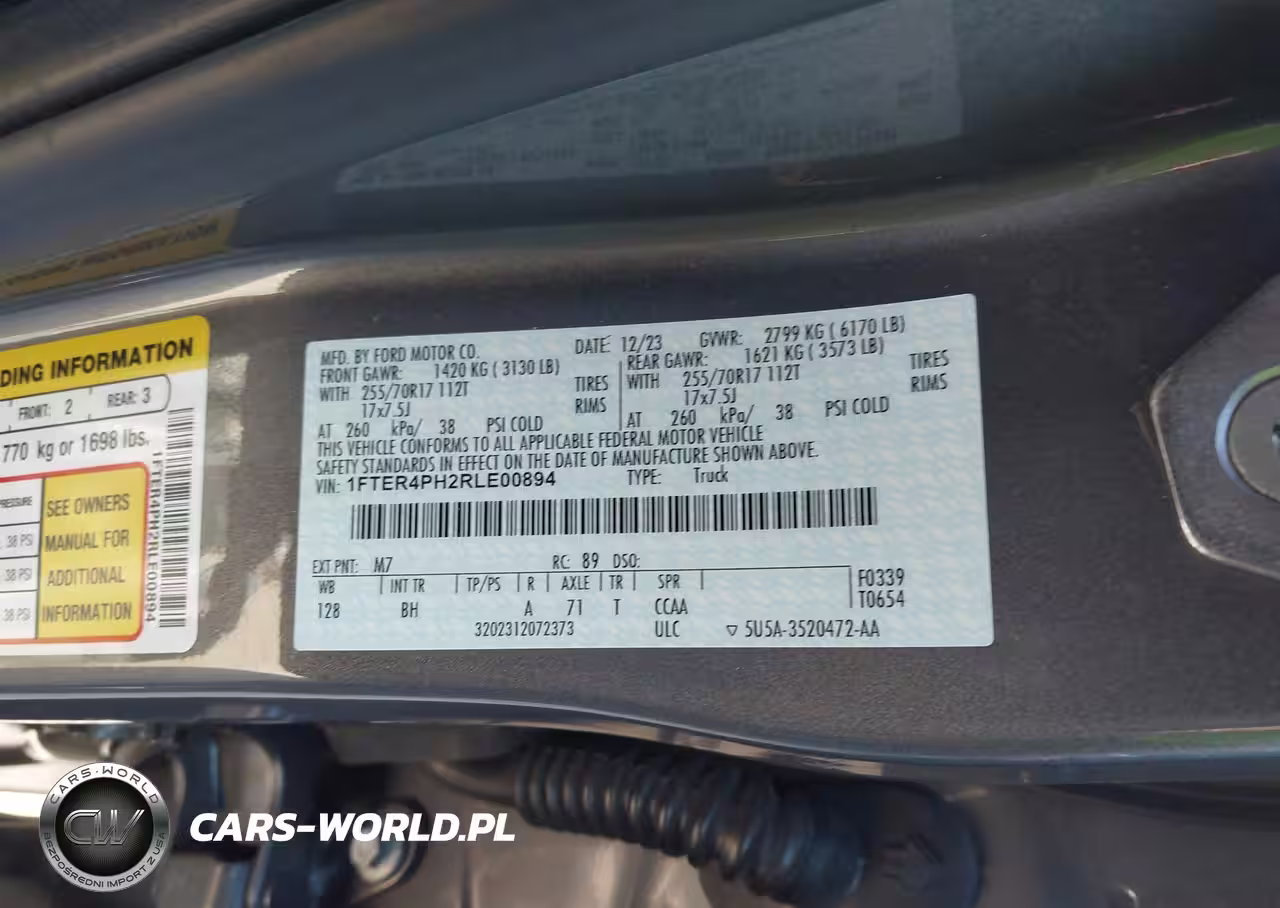 DING INFORMATION
FRONT: 2 REAR: 3
770 kg or 1698 lbs.
PRESSURE
38 PSI
38 PSI
38 PSI
SEE OWNERS
MANUAL FOR
ADDITIONAL
INFORMATION
1FTER4PH2RLE00894
MFD. BY FORD MOTOR CO. DATE: 12/23 GVWR: 2799 KG ( 6170 LB)
FRONT GAWR: 1420 KG ( 3130 LB) REAR GAWR: 1621 KG ( 3573 LB)
WITH 255/70R17 112T TIRES WITH 255/70R17 112T TIRES
17x7.5J RIMS 17x7.5J RIMS
AT 260 kPa/ 38 PSI COLD AT 260 kPa/ 38 PSI COLD
THIS VEHICLE CONFORMS TO ALL APPLICABLE FEDERAL MOTOR VEHICLE
SAFETY STANDARDS IN EFFECT ON THE DATE OF MANUFACTURE SHOWN ABOVE.
VIN: 1FTER4PH2RLE00894 TYPE: Truck
EXT PNT: M7 RC: 89 DSO:
WB INT TR TP/PS R AXLE TR SPR F0339
128 BH A 71 T CCAA T0654
3202312072373 ULC ▽ 5U5A-3520472-AA
CARS-WORLD
CW
BEZPOŚREDNI IMPORT Z USA
CARS-WORLD.PL